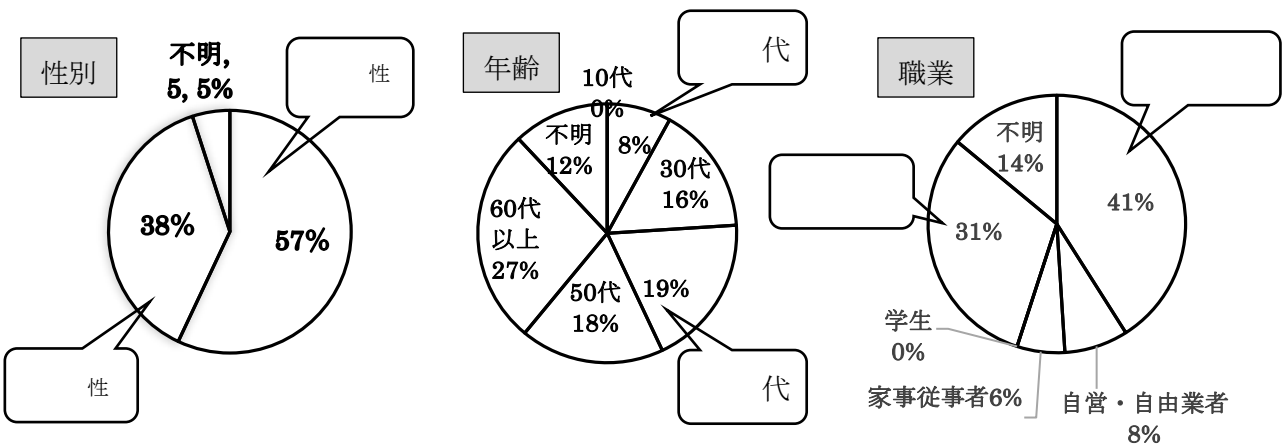 性別
不明,
5, 5%
性
38%
57%
性
年齢
10代
0%
代
8%
不明
12%
30代
16%
60代
以上
27%
19%
50代
18%
代
職業
不明
14%
41%
31%
学生
0%
家事従事者6%
自営・自由業者
8%